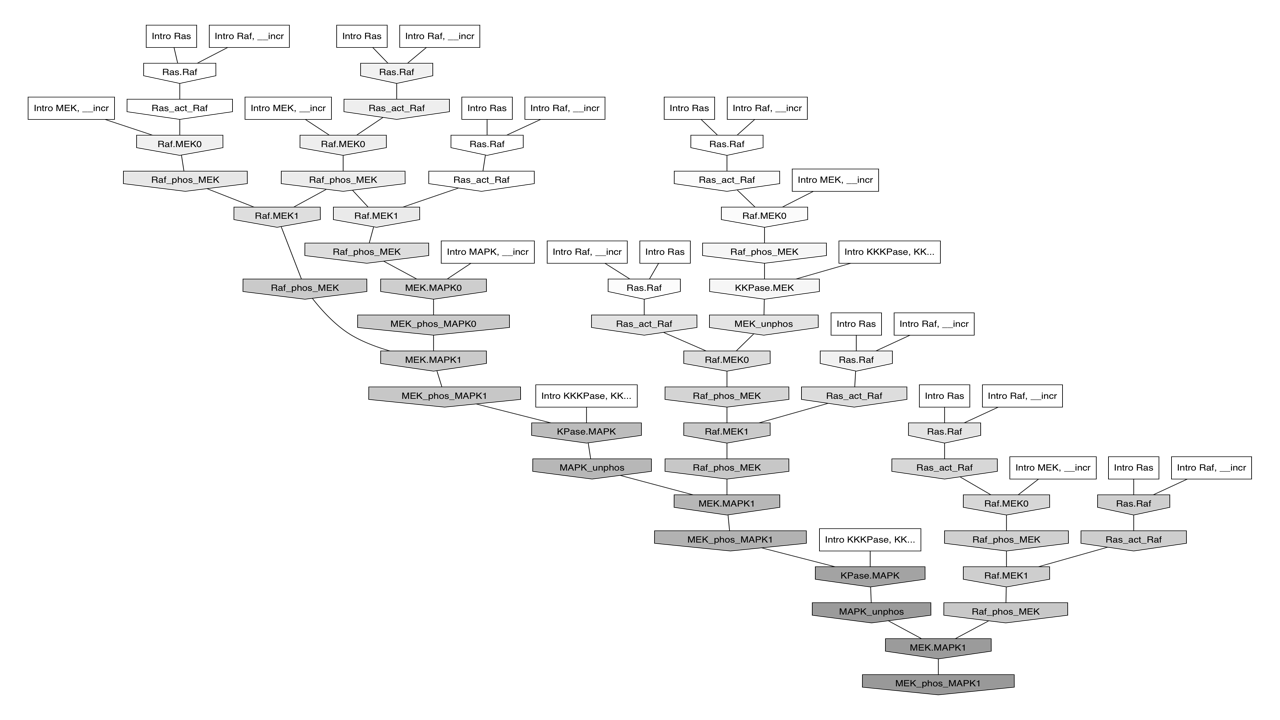 Intro Ras
Intro Raf, __incr
Intro Ras
Intro Raf, __incr
Ras.Raf
Ras.Raf
Intro MEK, __incr
Ras_act_Raf
Intro MEK, __incr
Ras_act_Raf
Intro Ras
Intro Raf, __incr
Intro Ras
Intro Raf, __incr
Raf.MEK0
Raf.MEK0
Ras.Raf
Ras.Raf
Raf_phos_MEK
Raf_phos_MEK
Ras_act_Raf
Ras_act_Raf
Intro MEK, __incr
Raf.MEK1
Raf.MEK1
Raf.MEK0
Raf_phos_MEK
Intro MAPK, __incr
Intro Raf, __incr
Intro Ras
Raf_phos_MEK
Intro KKKPase, KK...
Raf_phos_MEK
MEK.MAPK0
Ras.Raf
KKPase.MEK
MEK_phos_MAPK0
Ras_act_Raf
MEK_unphos
Intro Ras
Intro Raf, __incr
MEK.MAPK1
Raf.MEK0
Ras.Raf
MEK_phos_MAPK1
Intro KKKPase, KK...
Raf_phos_MEK
Ras_act_Raf
Intro Ras
Intro Raf, __incr
KPase.MAPK
Raf.MEK1
Ras.Raf
MAPK_unphos
Raf_phos_MEK
Ras_act_Raf
Intro MEK, __incr
Intro Ras
Intro Raf, __incr
MEK.MAPK1
Raf.MEK0
Ras.Raf
MEK_phos_MAPK1
Intro KKKPase, KK...
Raf_phos_MEK
Ras_act_Raf
KPase.MAPK
Raf.MEK1
MAPK_unphos
Raf_phos_MEK
MEK.MAPK1
MEK_phos_MAPK1